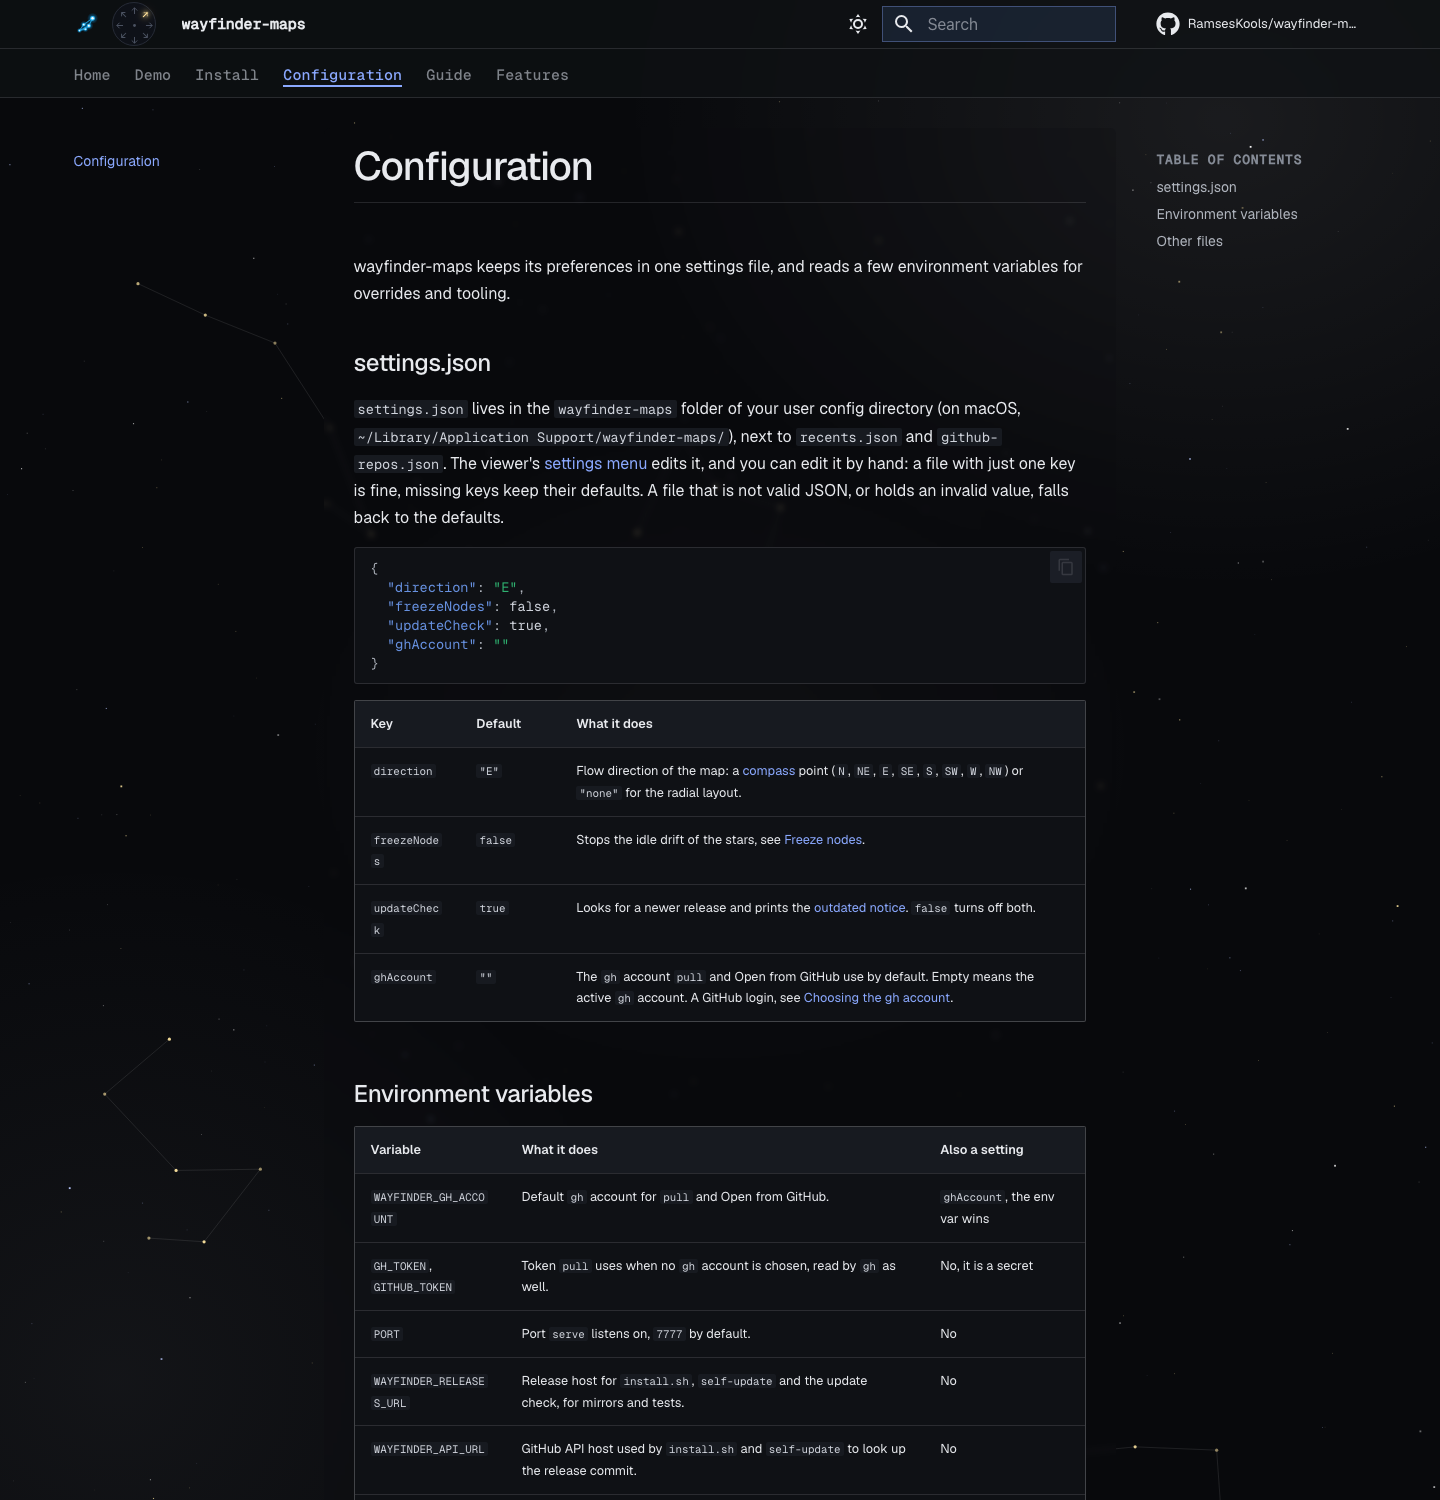 wayfinder-maps
Search
RamsesKools/wayfinder-m…
Home Demo Install Configuration Guide Features
Configuration
Configuration
TABLE OF CONTENTS
settings.json
Environment variables
Other files
wayfinder-maps keeps its preferences in one settings file, and reads a few environment variables for
overrides and tooling.
settings.json
settings.json lives in the wayfinder-maps folder of your user config directory (on macOS,
~/Library/Application Support/wayfinder-maps/), next to recents.json and github-
repos.json. The viewer's settings menu edits it, and you can edit it by hand: a file with just one key
is fine, missing keys keep their defaults. A file that is not valid JSON, or holds an invalid value, falls
back to the defaults.
{
"direction": "E",
"freezeNodes": false,
"updateCheck": true,
"ghAccount": ""
}
Key Default What it does
direction "E" Flow direction of the map: a compass point (N, NE, E, SE, S, SW, W, NW) or
"none" for the radial layout.
freezeNode false Stops the idle drift of the stars, see Freeze nodes.
s
updateChec true Looks for a newer release and prints the outdated notice. false turns off both.
k
ghAccount "" The gh account pull and Open from GitHub use by default. Empty means the
active gh account. A GitHub login, see Choosing the gh account.
Environment variables
Variable What it does Also a setting
WAYFINDER_GH_ACCO Default gh account for pull and Open from GitHub. ghAccount, the env
UNT var wins
GH_TOKEN, Token pull uses when no gh account is chosen, read by gh as No, it is a secret
GITHUB_TOKEN well.
PORT Port serve listens on, 7777 by default. No
WAYFINDER_RELEASE Release host for install.sh, self-update and the update No
S_URL check, for mirrors and tests.
WAYFINDER_API_URL GitHub API host used by install.sh and self-update to look up No
the release commit.